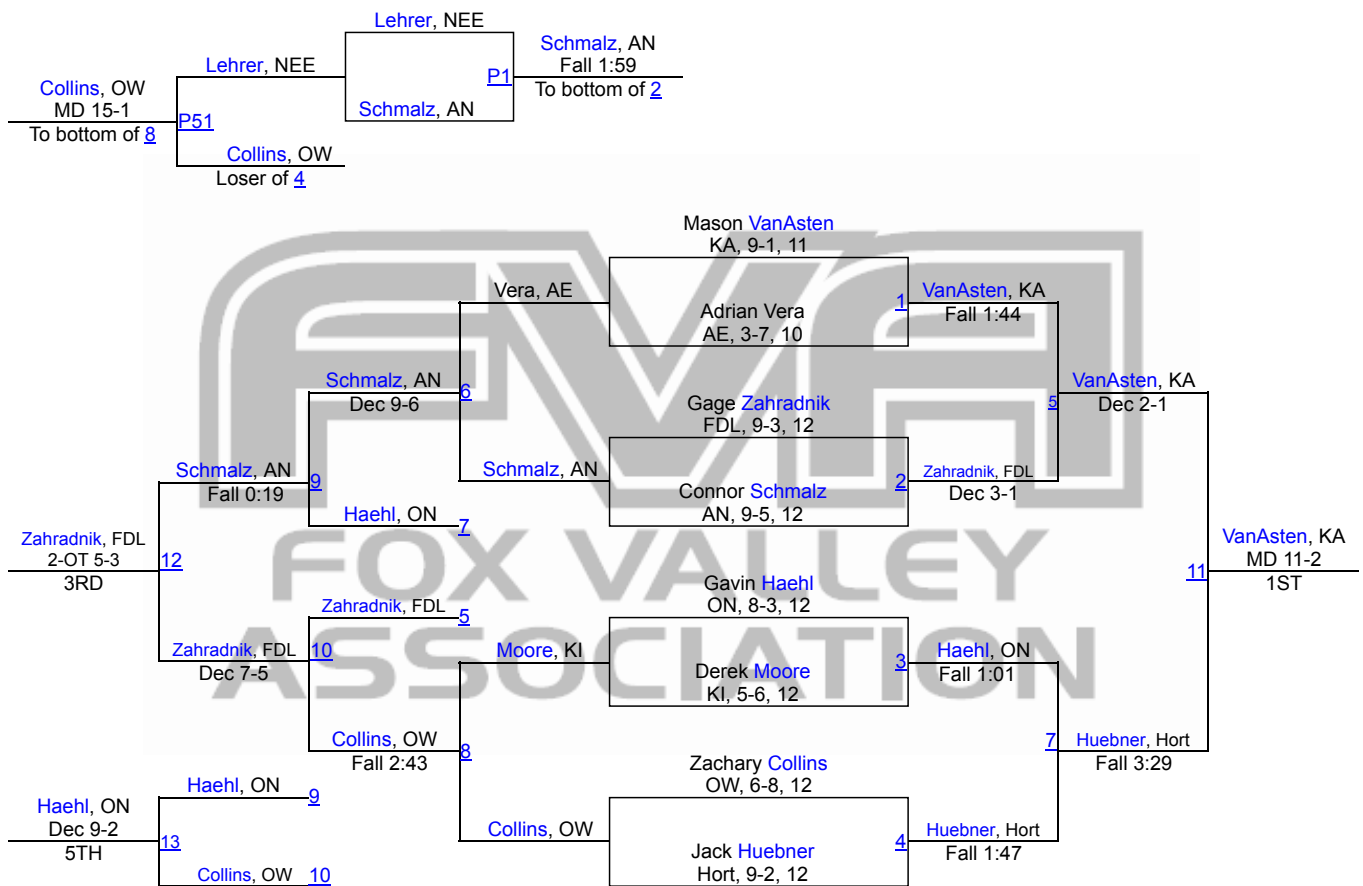 Lehrer, NEE
Schmalz, AN
Fall 1:59
To bottom of 2
P1
Lehrer, NEE
Schmalz, AN
Collins, OW
MD 15-1
To bottom of 8
P51
Collins, OW
Loser of 4
Mason VanAsten
KA, 9-1, 11
Vera, AE
1
VanAsten, KA
Fall 1:44
Adrian Vera
AE, 3-7, 10
Schmalz, AN
Dec 9-6
6
VanAsten, KA
Dec 2-1
5
Gage Zahradnik
FDL, 9-3, 12
Schmalz, AN
Fall 0:19
9
Schmalz, AN
2
Zahradnik, FDL
Dec 3-1
Connor Schmalz
AN, 9-5, 12
Haehl, ON
7
FVA
FOX VALLEY
ASSOCIATION
Zahradnik, FDL
2-OT 5-3
3RD
12
VanAsten, KA
MD 11-2
1ST
11
Gavin Haehl
ON, 8-3, 12
Zahradnik, FDL
5
Zahradnik, FDL
Dec 7-5
10
Moore, KI
3
Haehl, ON
Fall 1:01
Derek Moore
KI, 5-6, 12
Collins, OW
Fall 2:43
8
7
Huebner, Hort
Fall 3:29
Zachary Collins
OW, 6-8, 12
Haehl, ON
9
Haehl, ON
Dec 9-2
5TH
13
Collins, OW
4
Huebner, Hort
Fall 1:47
Jack Huebner
Hort, 9-2, 12
Collins, OW
10